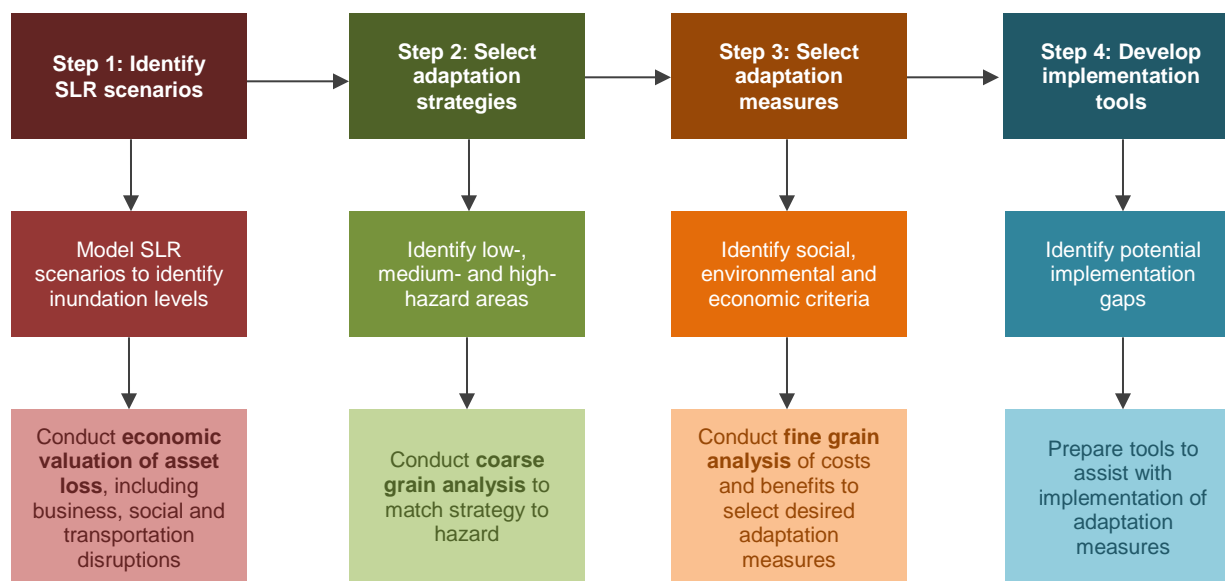 Step 1: Identify
SLR scenarios
Step 2: Select
adaptation
strategies
Step 3: Select
adaptation
measures
Step 4: Develop
implementation
tools
Model SLR
scenarios to identify
inundation levels
Identify low-,
medium- and high-
hazard areas
Identify social,
environmental and
economic criteria
Identify potential
implementation
gaps
Conduct economic
valuation of asset
loss, including
business, social and
transportation
disruptions
Conduct coarse
grain analysis to
match strategy to
hazard
Conduct fine grain
analysis of costs
and benefits to
select desired
adaptation
measures
Prepare tools to
assist with
implementation of
adaptation
measures